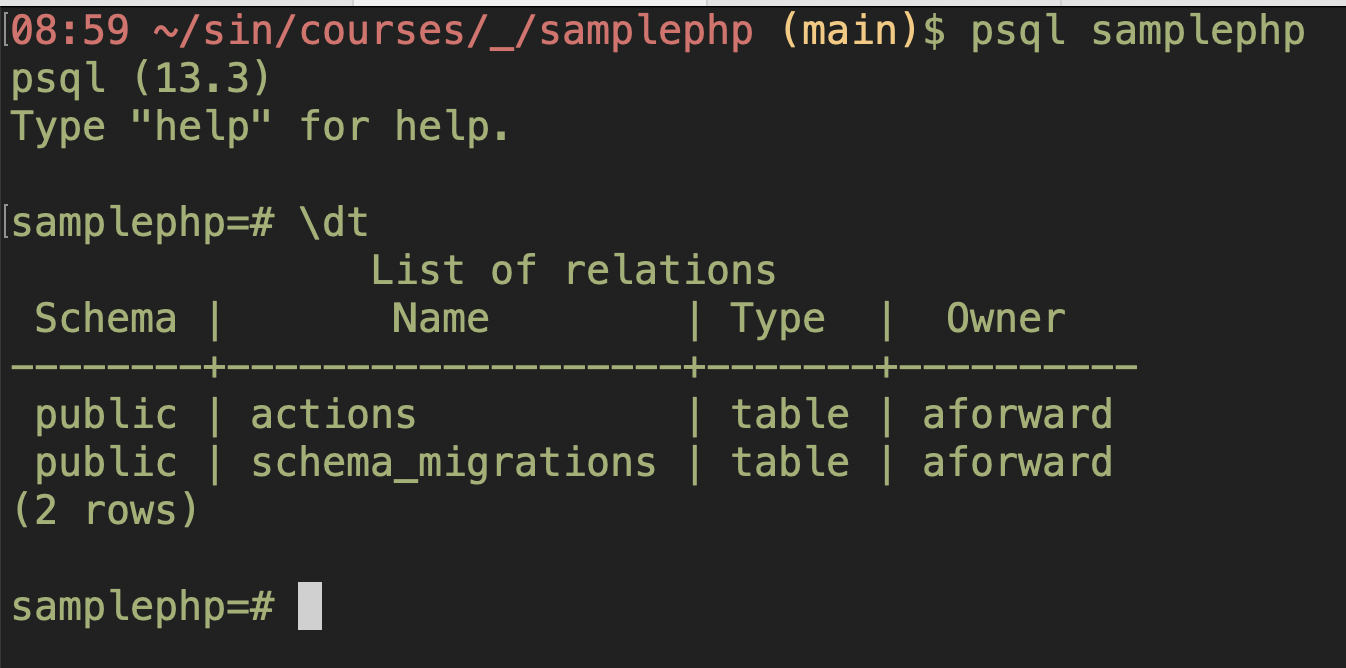 08:59 ~/sin/courses/_/samplephp (main)$ psql samplephp
psql (13.3)
Type "help" for help.

samplephp=# \dt
               List of relations
 Schema |       Name        | Type  |  Owner
--------+-------------------+-------+----------
 public | actions           | table | aforward
 public | schema_migrations | table | aforward
(2 rows)

samplephp=#